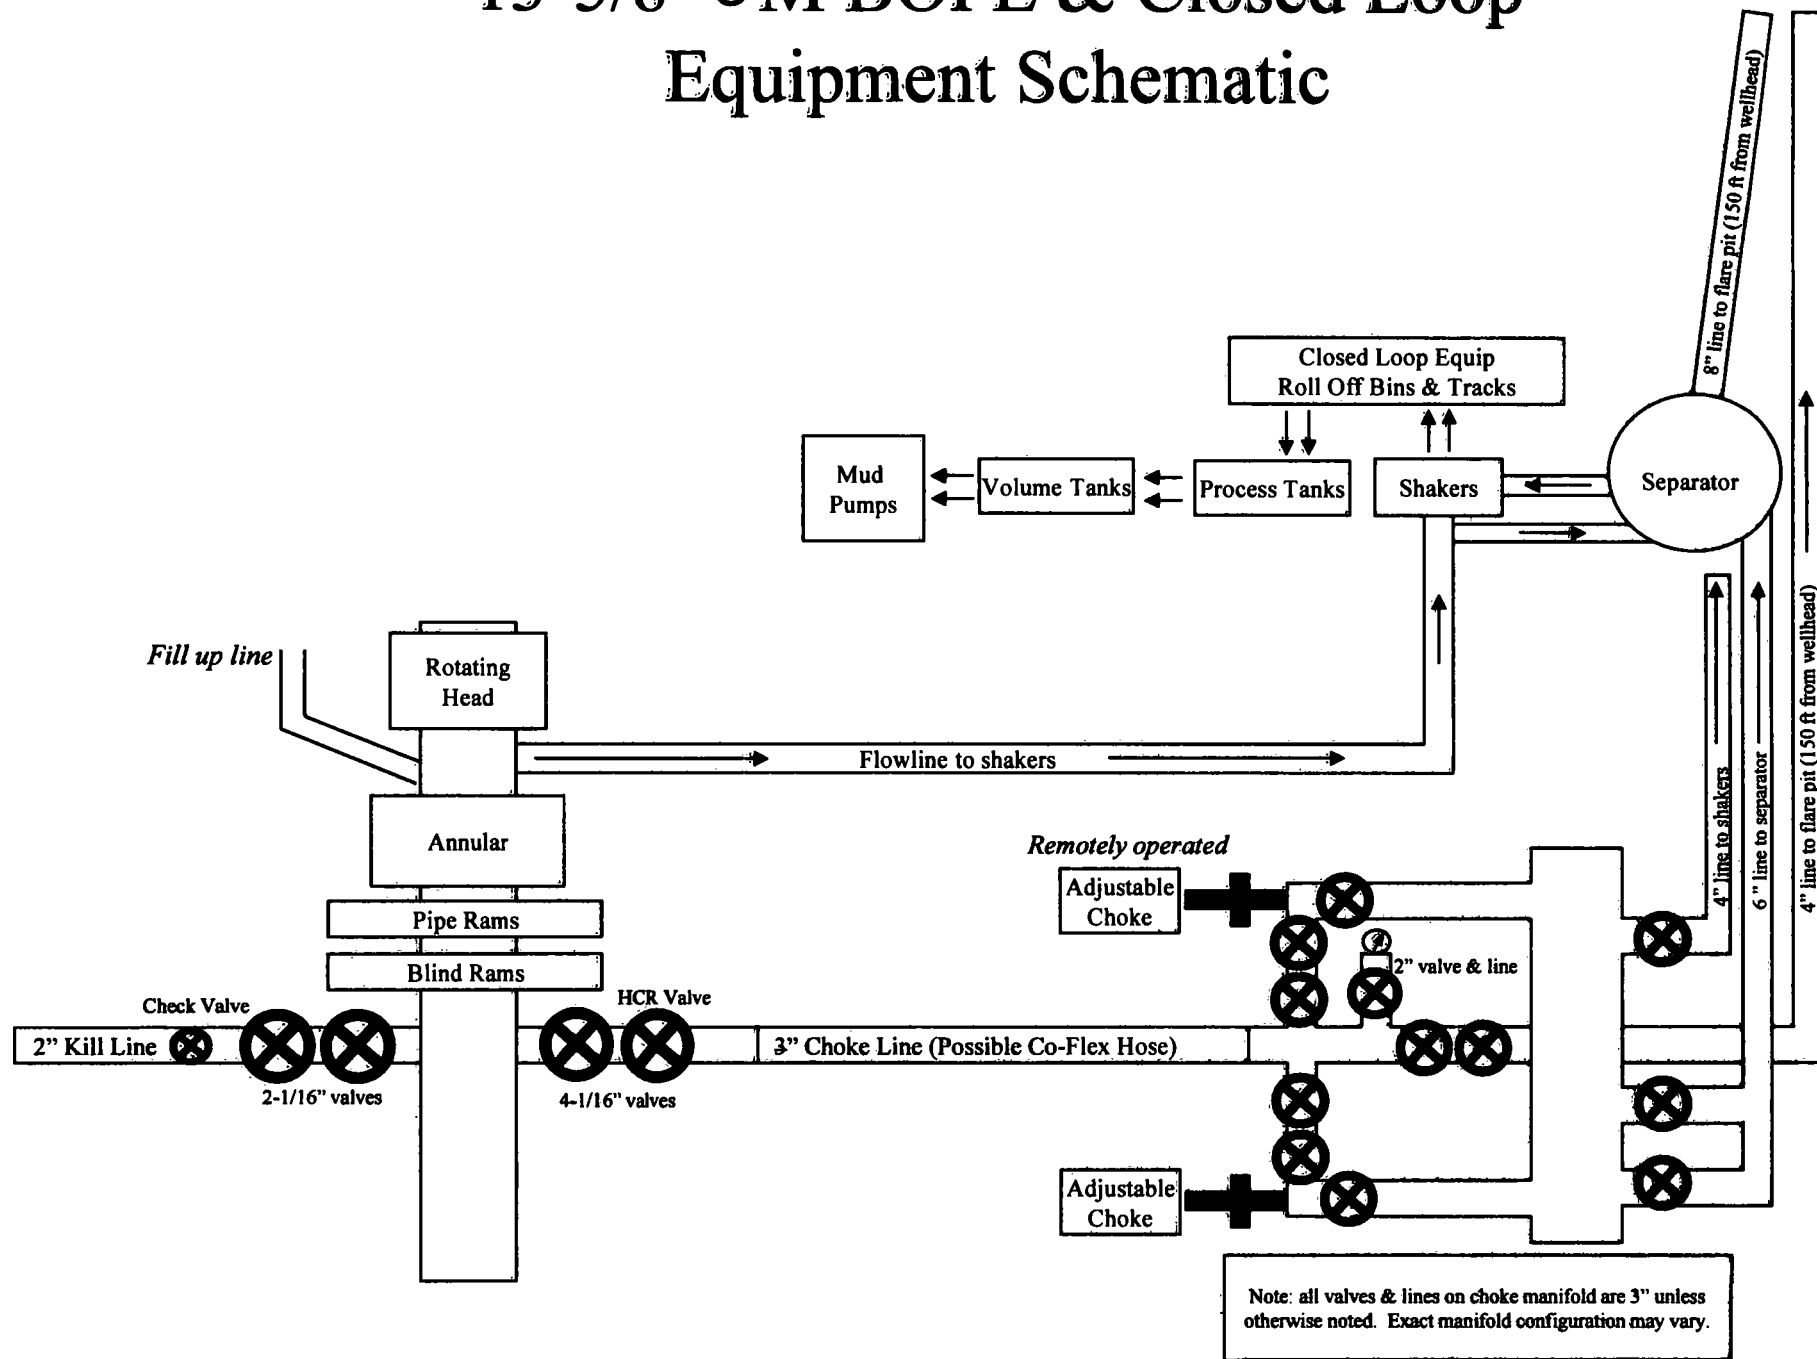 BOPE & Closed Loop
Equipment Schematic
8” line to flare pit (150 ft from wellhead)
Closed Loop Equip
Roll Off Bins & Tracks
Mud
Pumps
Volume Tanks
Process Tanks
Shakers
Separator
Fill up line
Rotating
Head
Flowline to shakers
4” line to shakers
6 ” line to separator
4” line to flare pit (150 ft from wellhead)
Annular
Remotely operated
Adjustable
Choke
Pipe Rams
Blind Rams
2” valve & line
Check Valve
HCR Valve
2” Kill Line
3” Choke Line (Possible Co-Flex Hose)
2-1/16” valves
4-1/16” valves
Adjustable
Choke
Note: all valves & lines on choke manifold are 3” unless
otherwise noted. Exact manifold configuration may vary.